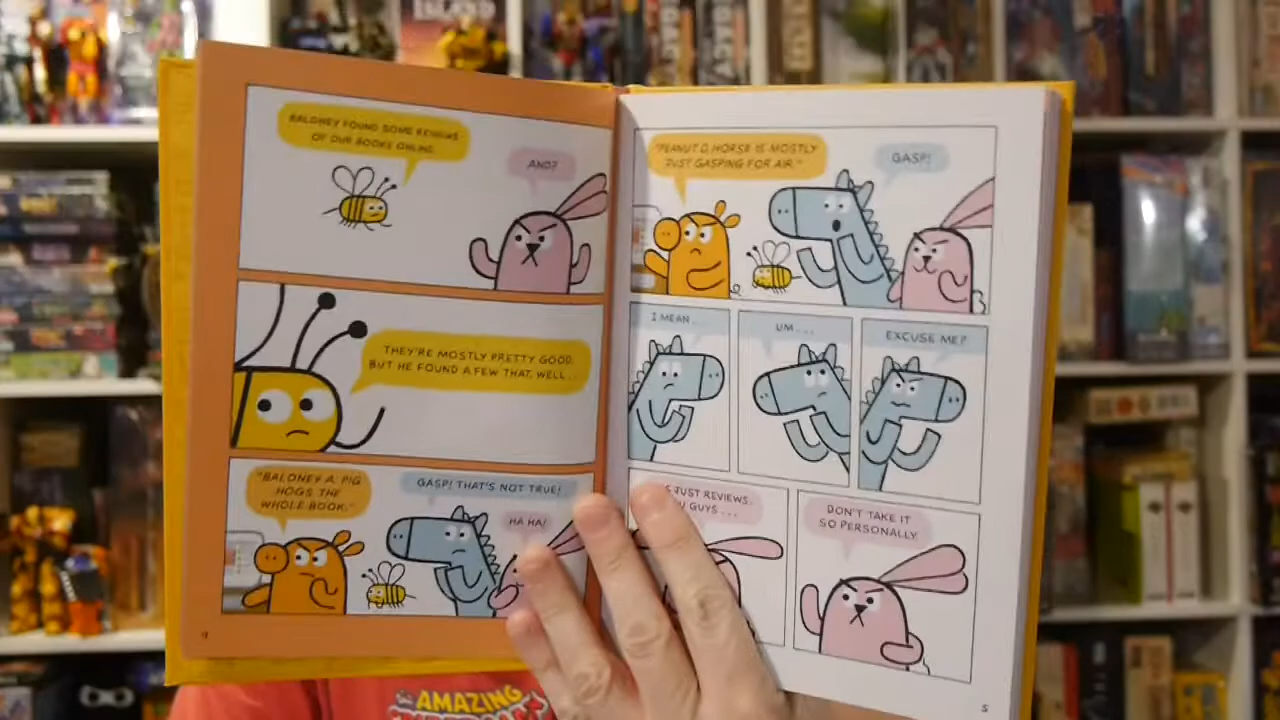 BALONEY FOUND SOME REVIEWS
OF OUR BOOKS ONLINE.
AND?
THEY'RE MOSTLY PRETTY GOOD,
BUT HE FOUND A FEW THAT, WELL...
"BALONEY A. PIG
HOGS THE
WHOLE BOOK."
GASP! THAT'S NOT TRUE!
HA HA!
4
"PEANUT D. HORSE IS MOSTLY
JUST GASPING FOR AIR."
GASP!
I MEAN...
UM....
EXCUSE ME?
JUST REVIEWS,
GUYS...
DON'T TAKE IT
SO PERSONALLY.
5
AMAZING